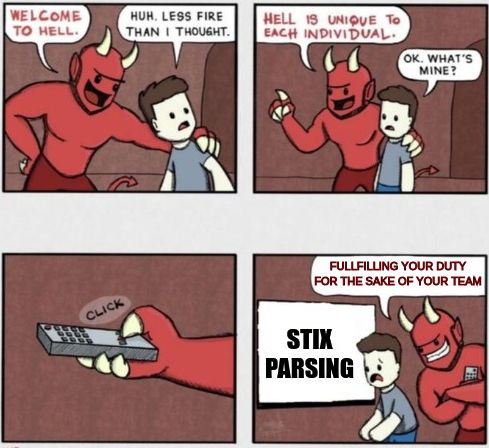 WELCOME
TO HELL.
HUH. LESS FIRE
THAN I THOUGHT.
HELL IS UNIQUE TO
EACH INDIVIDUAL.
OK. WHAT'S
MINE?
CLICK
FULLFILLING YOUR DUTY
FOR THE SAKE OF YOUR TEAM
STIX
PARSING